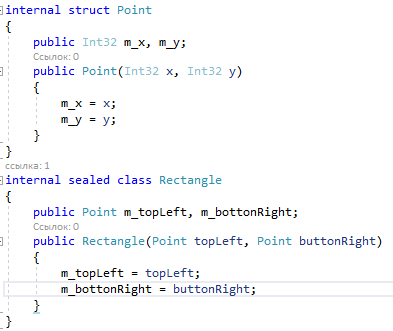 internal struct Point
{
public Int32 m_x, m_y;
Ссылок: 0
public Point(Int32 x, Int32 y)
{
m_x = x;
m_y = y;
}
}
ссылка: 1
internal sealed class Rectangle
{
public Point m_topLeft, m_bottonRight;
Ссылок: 0
public Rectangle(Point topLeft, Point buttonRight)
{
m_topLeft = topLeft;
m_bottonRight = buttonRight;
}
}